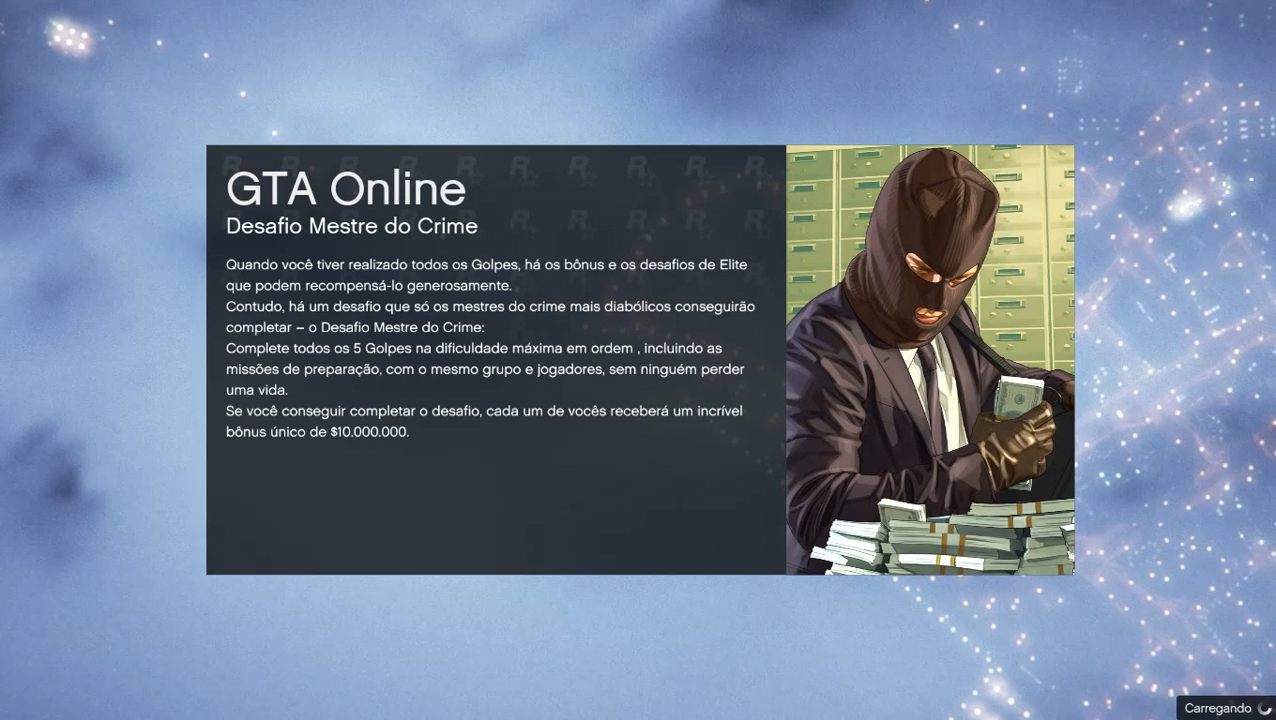 GTA Online
Desafio Mestre do Crime
Quando você tiver realizado todos os Golpes, há os bônus e os desafios de Elite
que podem recompensá-lo generosamente.
Contudo, há um desafio que só os mestres do crime mais diabólicos conseguirão
completar – o Desafio Mestre do Crime:
Complete todos os 5 Golpes na dificuldade máxima em ordem , incluindo as
missões de preparação, com o mesmo grupo e jogadores, sem ninguém perder
uma vida.
Se você conseguir completar o desafio, cada um de vocês receberá um incrível
bônus único de $10.000.000.
Carregando